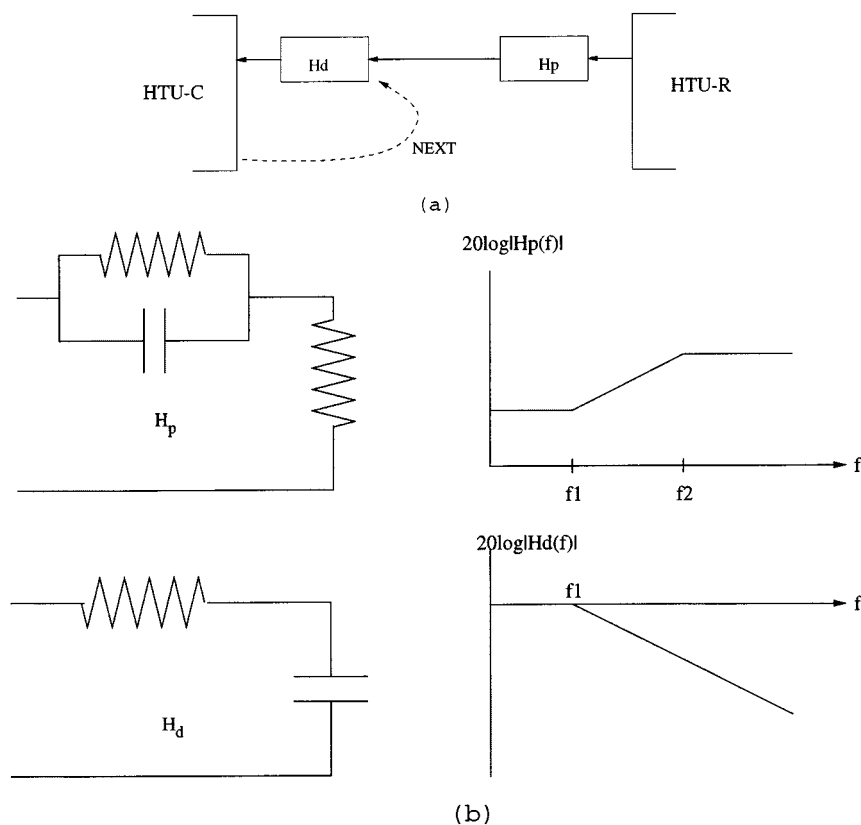 HTU-C
Hd
Hp
HTU-R
NEXT
(a)
20log|Hp(f)|
Hp
f
f1
f2
20log|Hd(f)|
f1
f
Hd
(b)